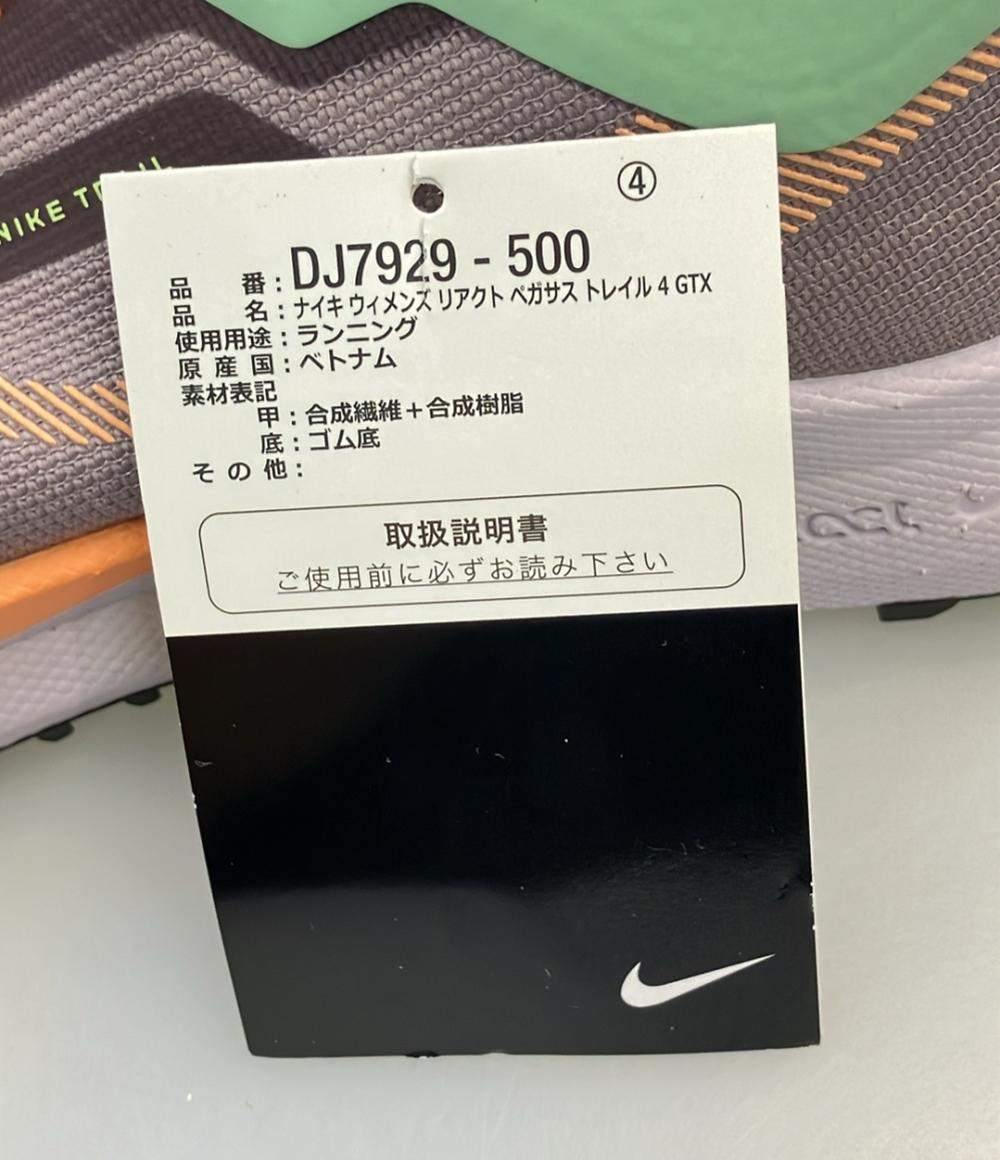 ④
品　　番：DJ7929 - 500
品　　名：ナイキ ウィメンズ リアクト ペガサス トレイル 4 GTX
使用用途：ランニング
原 産 国：ベトナム
素材表記
甲：合成繊維＋合成樹脂
底：ゴム底
そ の 他：
取扱説明書
ご使用前に必ずお読み下さい
NIKE